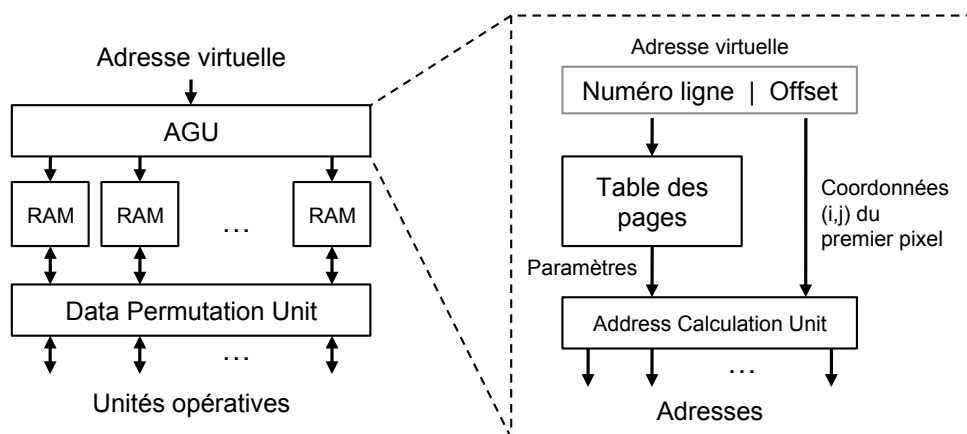 Adresse virtuelle
AGU
RAM
RAM
...
RAM
Data Permutation Unit
...
Unités opératives
Adresse virtuelle
Numéro ligne | Offset
Table des
pages
Coordonnées
(i,j) du
premier pixel
Paramètres
Address Calculation Unit
...
Adresses